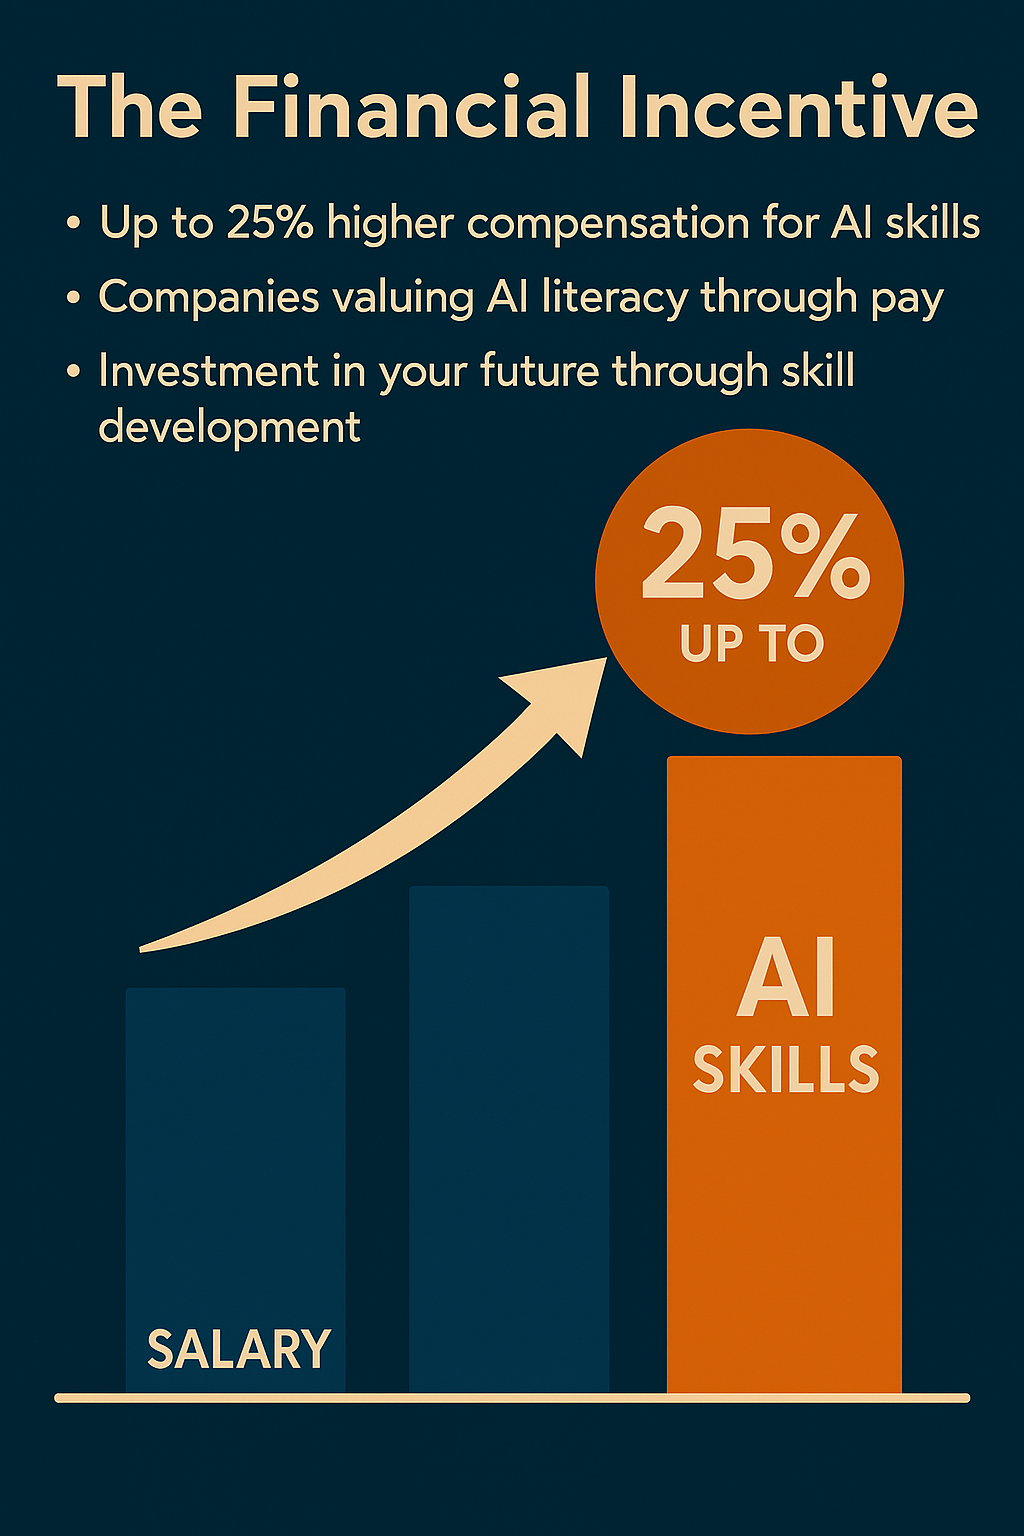 The Financial Incentive
• Up to 25% higher compensation for AI skills
• Companies valuing AI literacy through pay
• Investment in your future through skill
development
25%
UP TO
AI
SKILLS
SALARY